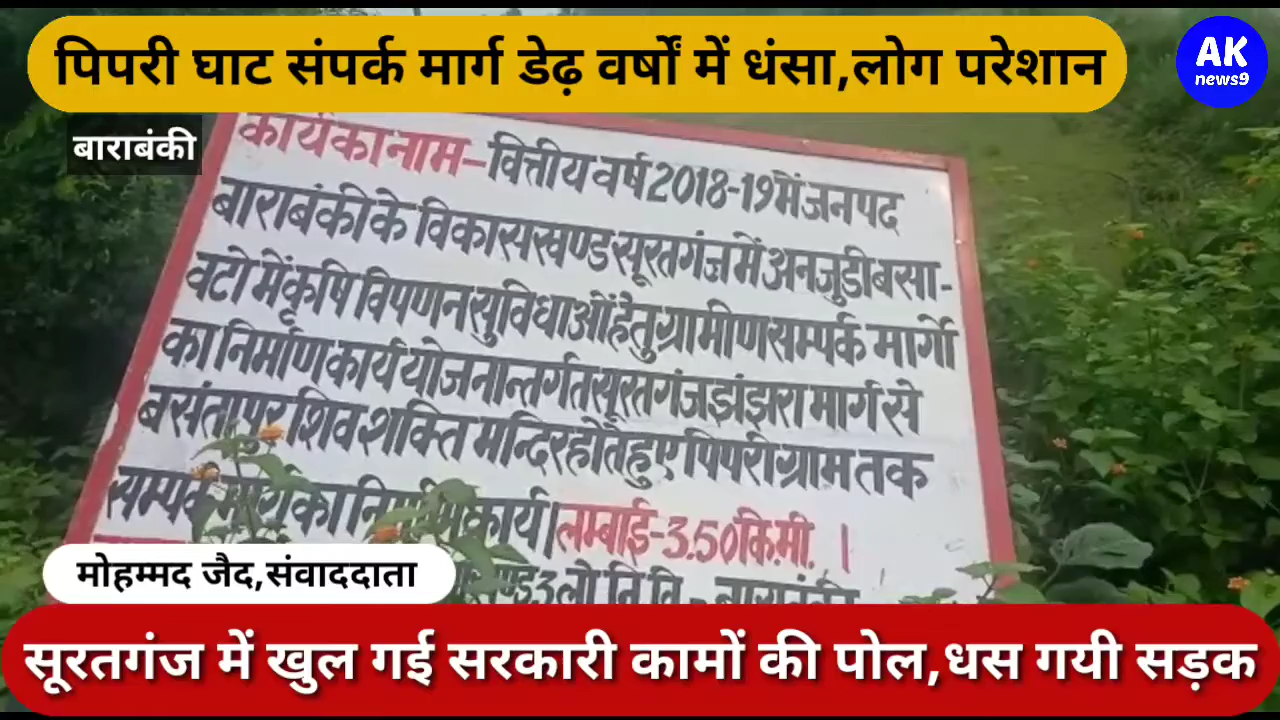 पिपरी घाट संपर्क मार्ग डेढ़ वर्षों में धंसा,लोग परेशान
AK
news9
बाराबंकी
कार्य का नाम-वित्तीय वर्ष 2018-19 में जनपद
बाराबंकी के विकास खण्ड सूरतगंज में अनजुडी बसा-
वटो में कृषि विपणन सुविधाओं हेतु ग्रामीण सम्पर्क मार्गो
का निर्माण कार्य योजनान्तर्गत सूरतगंज झंझरा मार्ग से
बसंतापुर शिव शक्ति मन्दिर होते हुए पिपरी ग्राम तक
सम्पर्क मार्ग का निर्माण कार्य। लम्बाई-3.50 कि.मी. ।
3 लो.नि.वि.- बाराबंकी
मोहम्मद जैद,संवाददाता
सूरतगंज में खुल गई सरकारी कामों की पोल,धस गयी सड़क